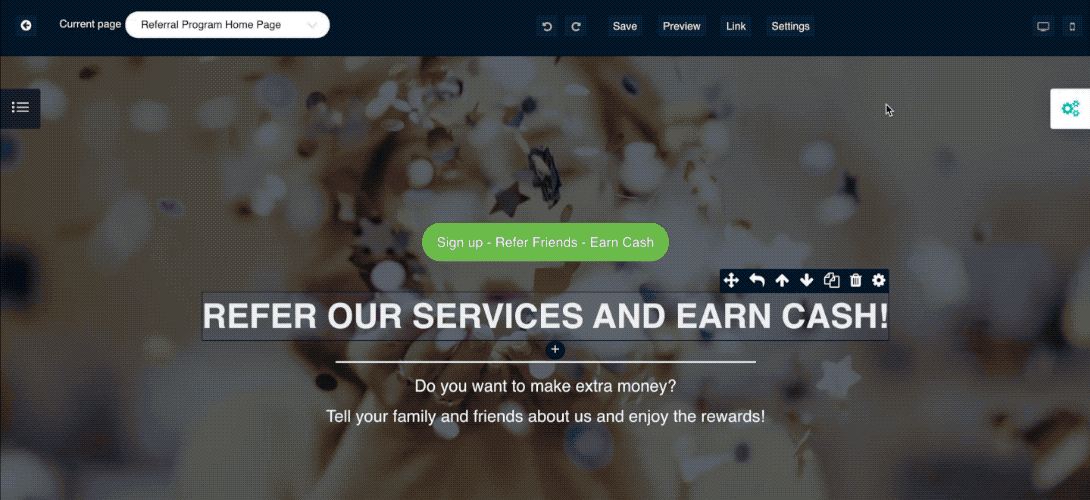 Current page
Referral Program Home Page
Save
Preview
Link
Settings
Sign up - Refer Friends - Earn Cash
REFER OUR SERVICES AND EARN CASH!
Do you want to make extra money?
Tell your family and friends about us and enjoy the rewards!